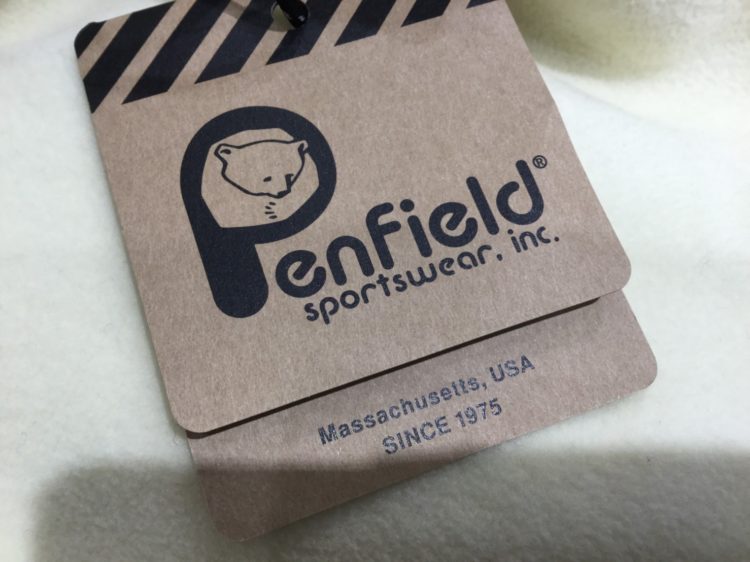 Penfield®
sportswear, inc.
Massachusetts, USA
SINCE 1975